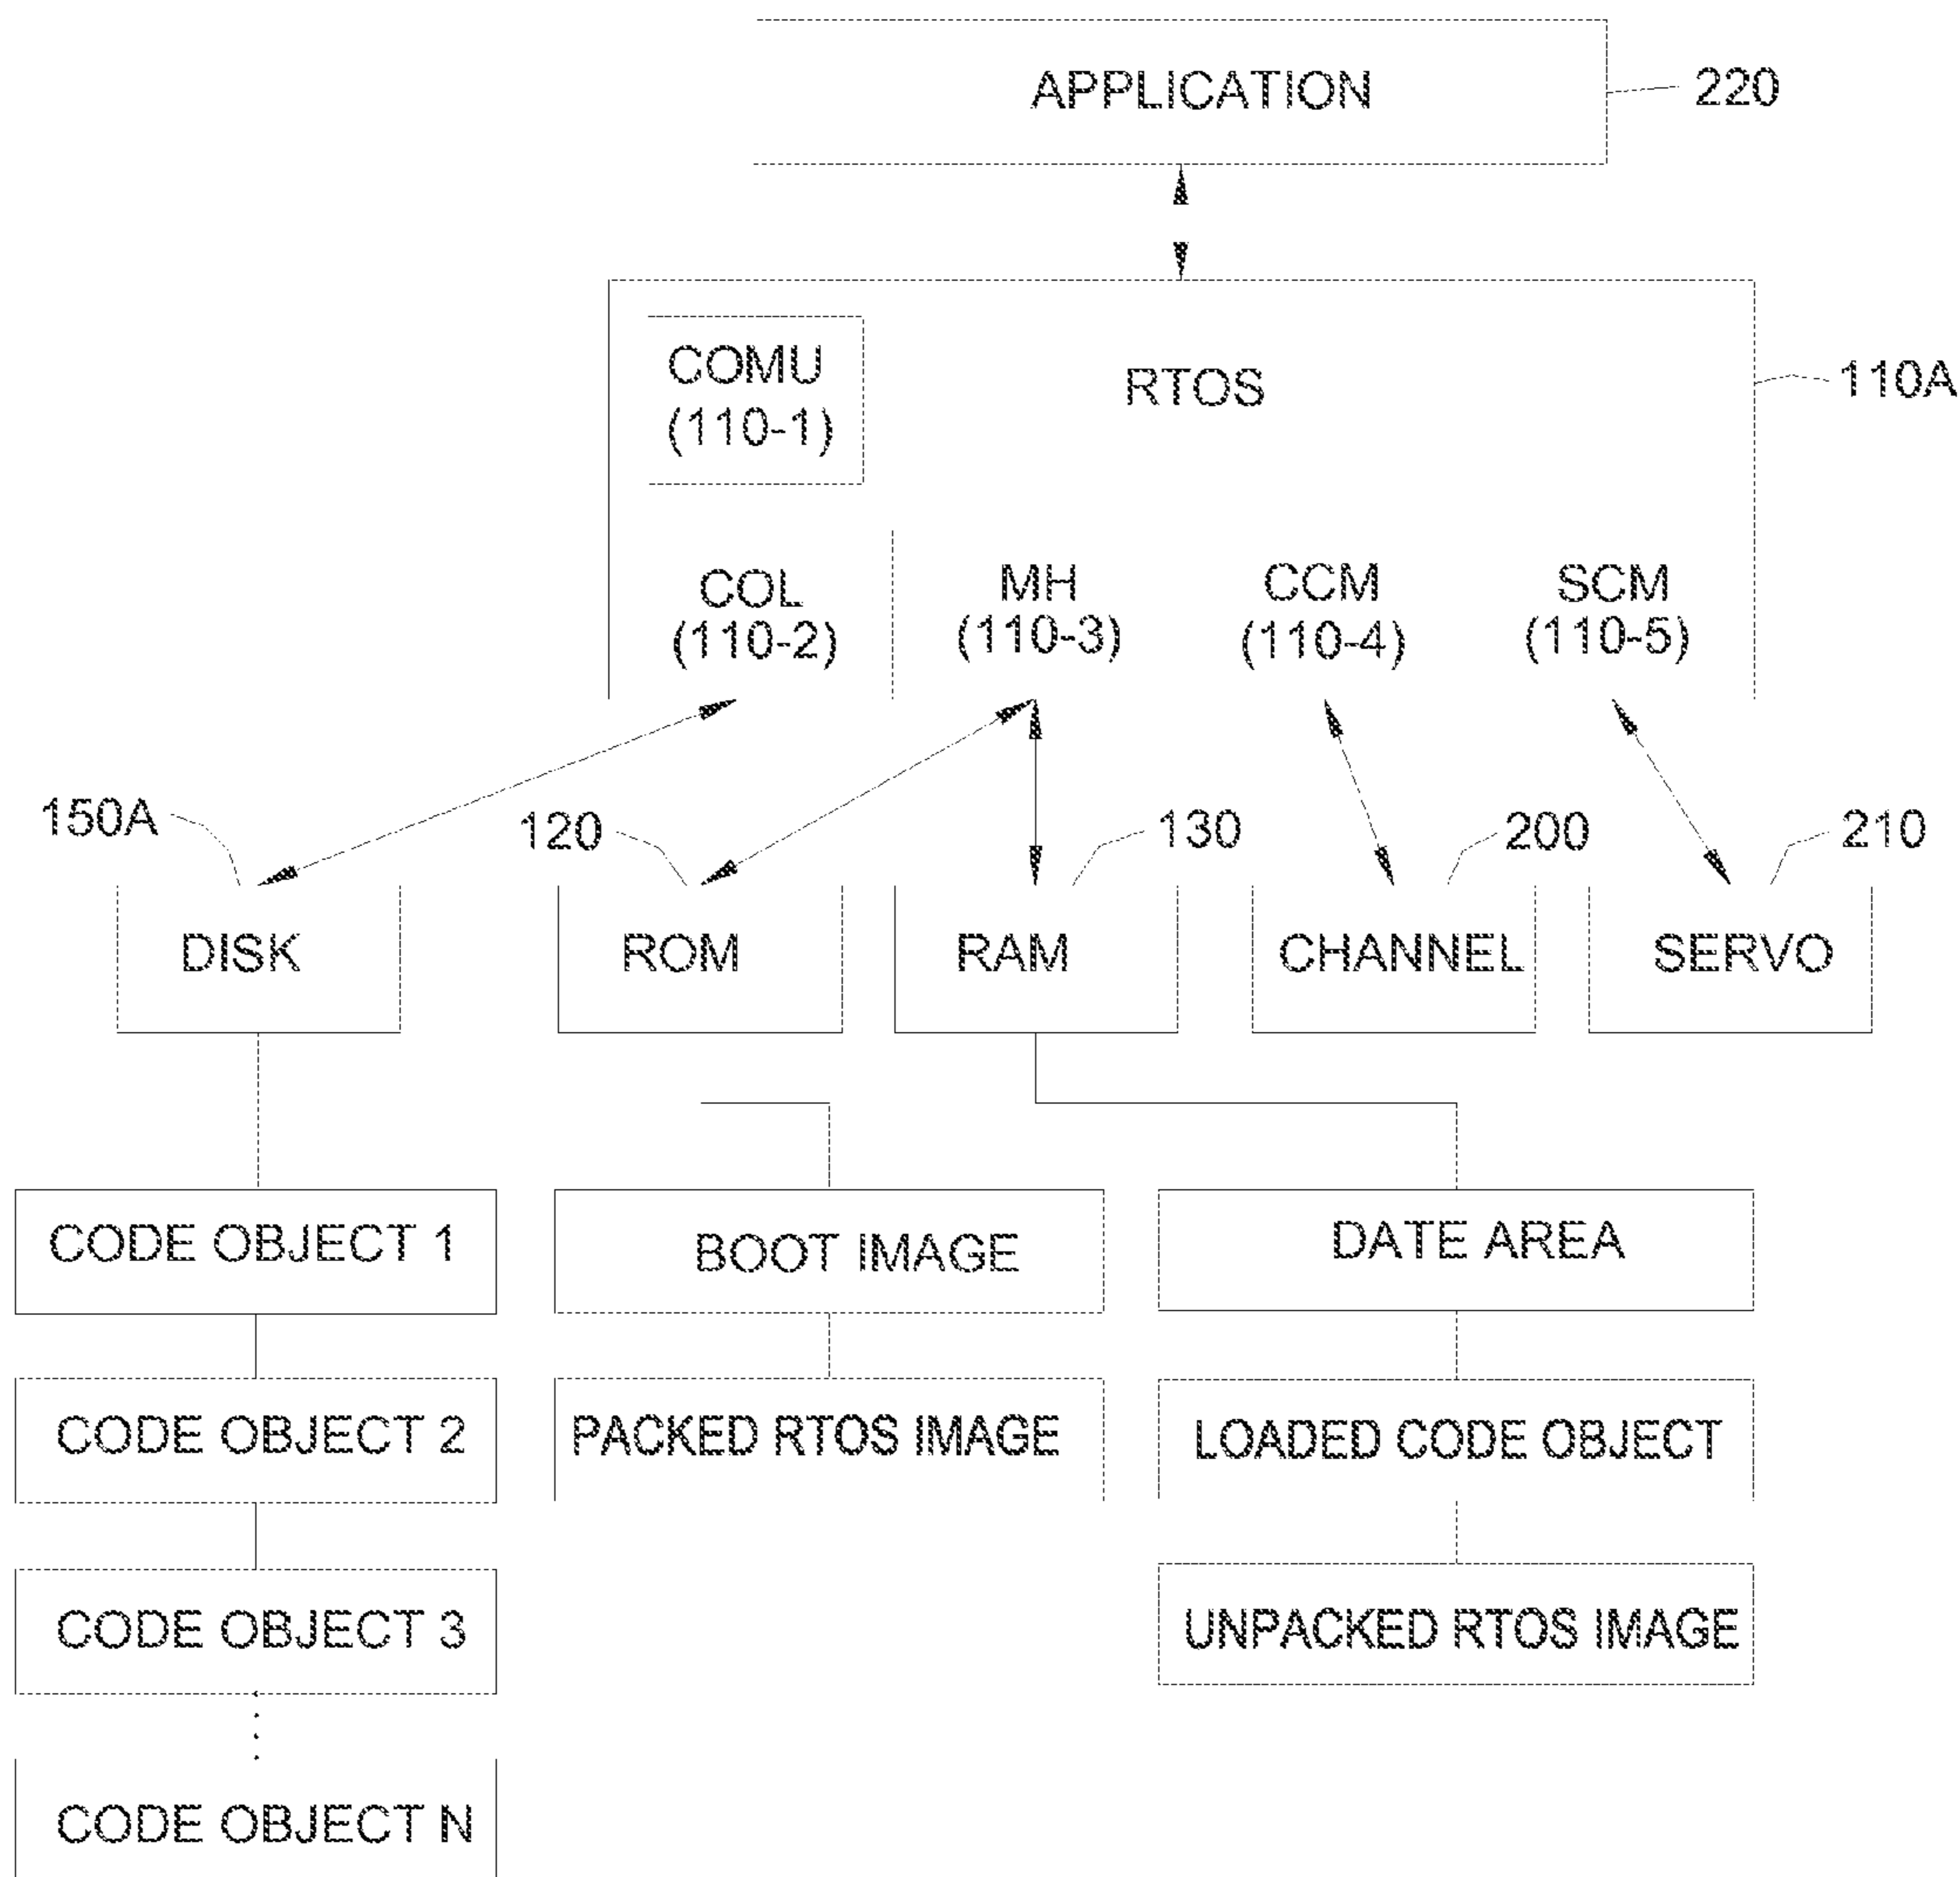 APPLICATION
220
COMU
(110-1)
RTOS
110A
COL
(110-2)
MH
(110-3)
CCM
(110-4)
SCM
(110-5)
150A
120
130
200
210
DISK
ROM
RAM
CHANNEL
SERVO
CODE OBJECT 1
BOOT IMAGE
DATE AREA
CODE OBJECT 2
PACKED RTOS IMAGE
LOADED CODE OBJECT
CODE OBJECT 3
UNPACKED RTOS IMAGE
CODE OBJECT N